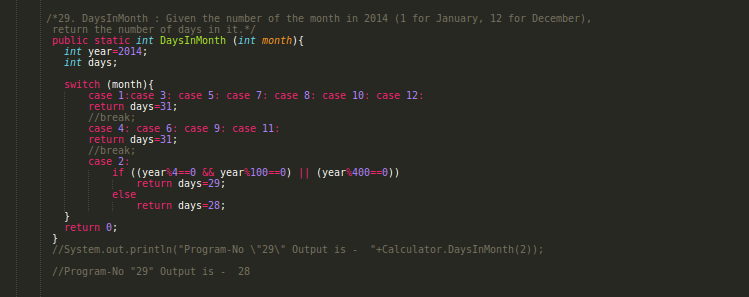 /*29. DaysInMonth : Given the number of the month in 2014 (1 for January, 12 for December),
return the number of days in it.*/
public static int DaysInMonth (int month){
int year=2014;
int days;
switch (month){
case 1:case 3: case 5: case 7: case 8: case 10: case 12:
return days=31;
//break;
case 4: case 6: case 9: case 11:
return days=31;
//break;
case 2:
if ((year%4==0 && year%100==0) || (year%400==0))
return days=29;
else
return days=28;
}
return 0;
}
//System.out.println("Program-No \"29\" Output is -  "+Calculator.DaysInMonth(2));
//Program-No "29" Output is -  28